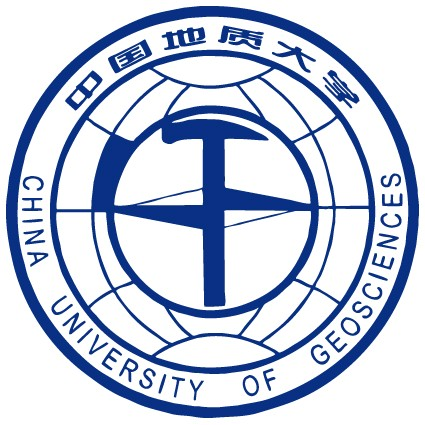 中国地质大学
CHINA UNIVERSITY OF GEOSCIENCES